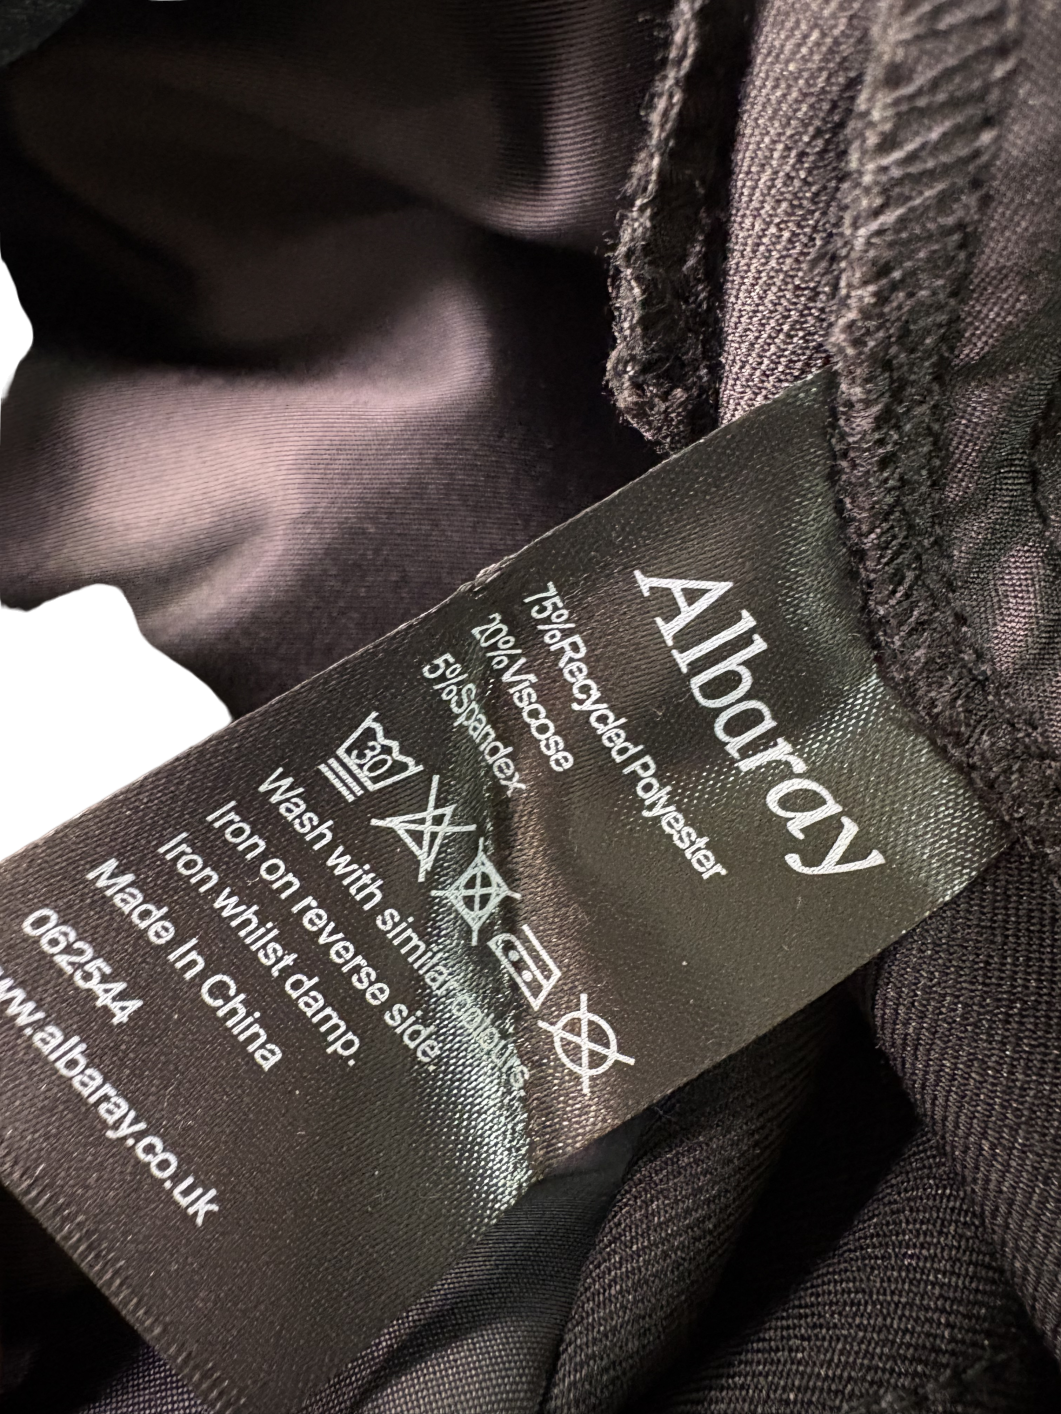 Albaray
75%Recycled Polyester
20%Viscose
5%Spandex
30
Wash with similar colours.
Iron on reverse side
Iron whilst damp.
Made In China
062544
www.albaray.co.uk